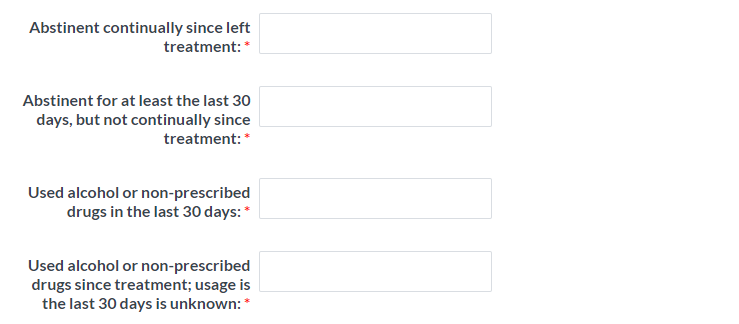 Abstinent continually since left
treatment: *
Abstinent for at least the last 30
days, but not continually since
treatment: *
Used alcohol or non-prescribed
drugs in the last 30 days: *
Used alcohol or non-prescribed
drugs since treatment; usage is
the last 30 days is unknown: *